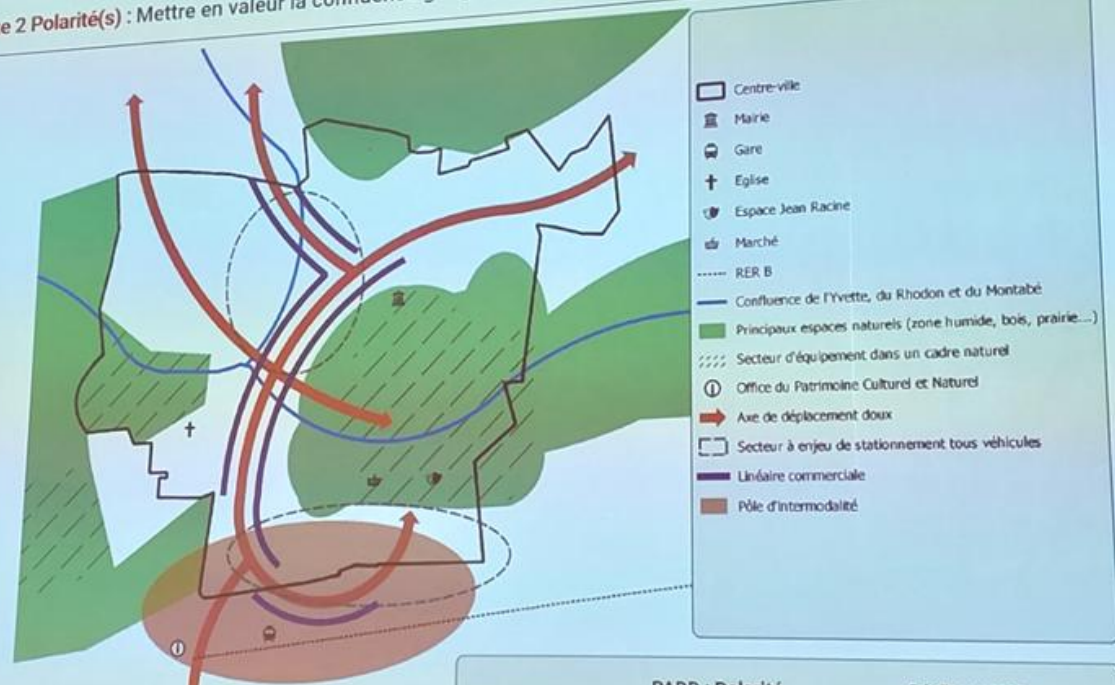 e 2 Polarité(s) : Mettre en valeur la
Centre-ville
Mairie
Gare
Eglise
Espace Jean Racine
Marché
RER B
Confluence de l'Yvette, du Rhodon et du Montabé
Principaux espaces naturels (zone humide, bois, prairie...)
Secteur d'équipement dans un cadre naturel
Office du Patrimoine Culturel et Naturel
Axe de déplacement doux
Secteur à enjeu de stationnement tous véhicules
Linéaire commerciale
Pôle d'intermodalité